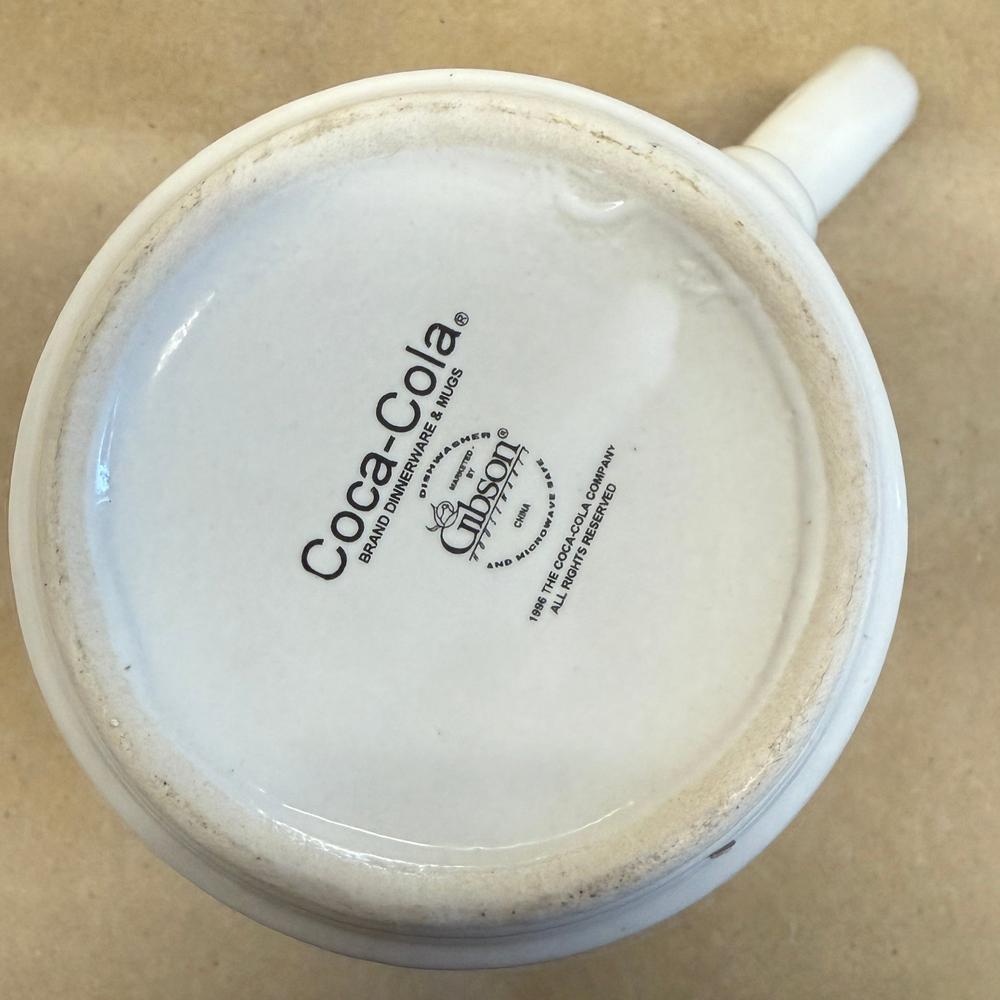 Coca-Cola®
BRAND DINNERWARE & MUGS
DISHWASHER
MARKETED
BY
Gibson®
CHINA
AND MICROWAVE SAFE
1996 THE COCA-COLA COMPANY
ALL RIGHTS RESERVED